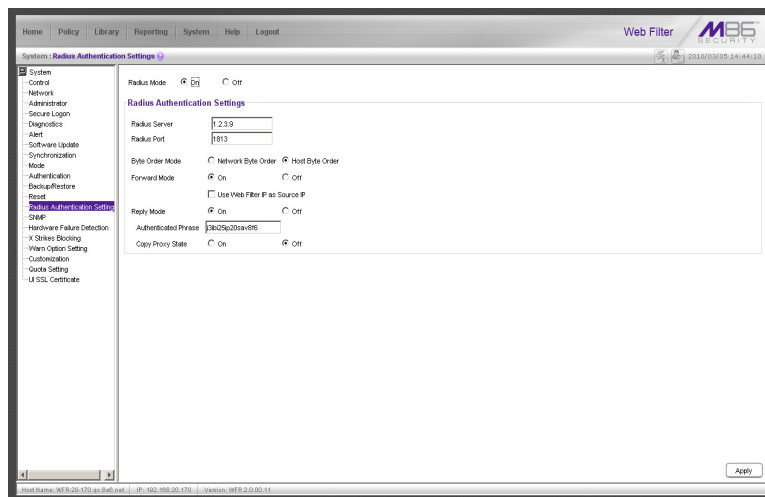 Home Policy Library Reporting System Help Logout
Web Filter
M86
SECURITY
System : Radius Authentication Settings
2010/03/05 14:44:10
System
Control
Network
Administrator
Secure Logon
Diagnostics
Alert
Software Update
Synchronization
Mode
Authentication
Backup/Restore
Reset
Radius Authentication Setting
SNMP
Hardware Failure Detection
X Strikes Blocking
Warn Option Setting
Customization
Quota Setting
UI SSL Certificate
Radius Mode On Off
Radius Authentication Settings
Radius Server 1.2.3.9
Radius Port 1813
Byte Order Mode Network Byte Order Host Byte Order
Forward Mode On Off
Use Web Filter IP as Source IP
Reply Mode On Off
Authenticated Phrase
Copy Proxy State On Off
Apply
Host Name: WFR-20-170.qc.8e6.net IP: 192.168.20.170 Version: WFR 2.0.00.11